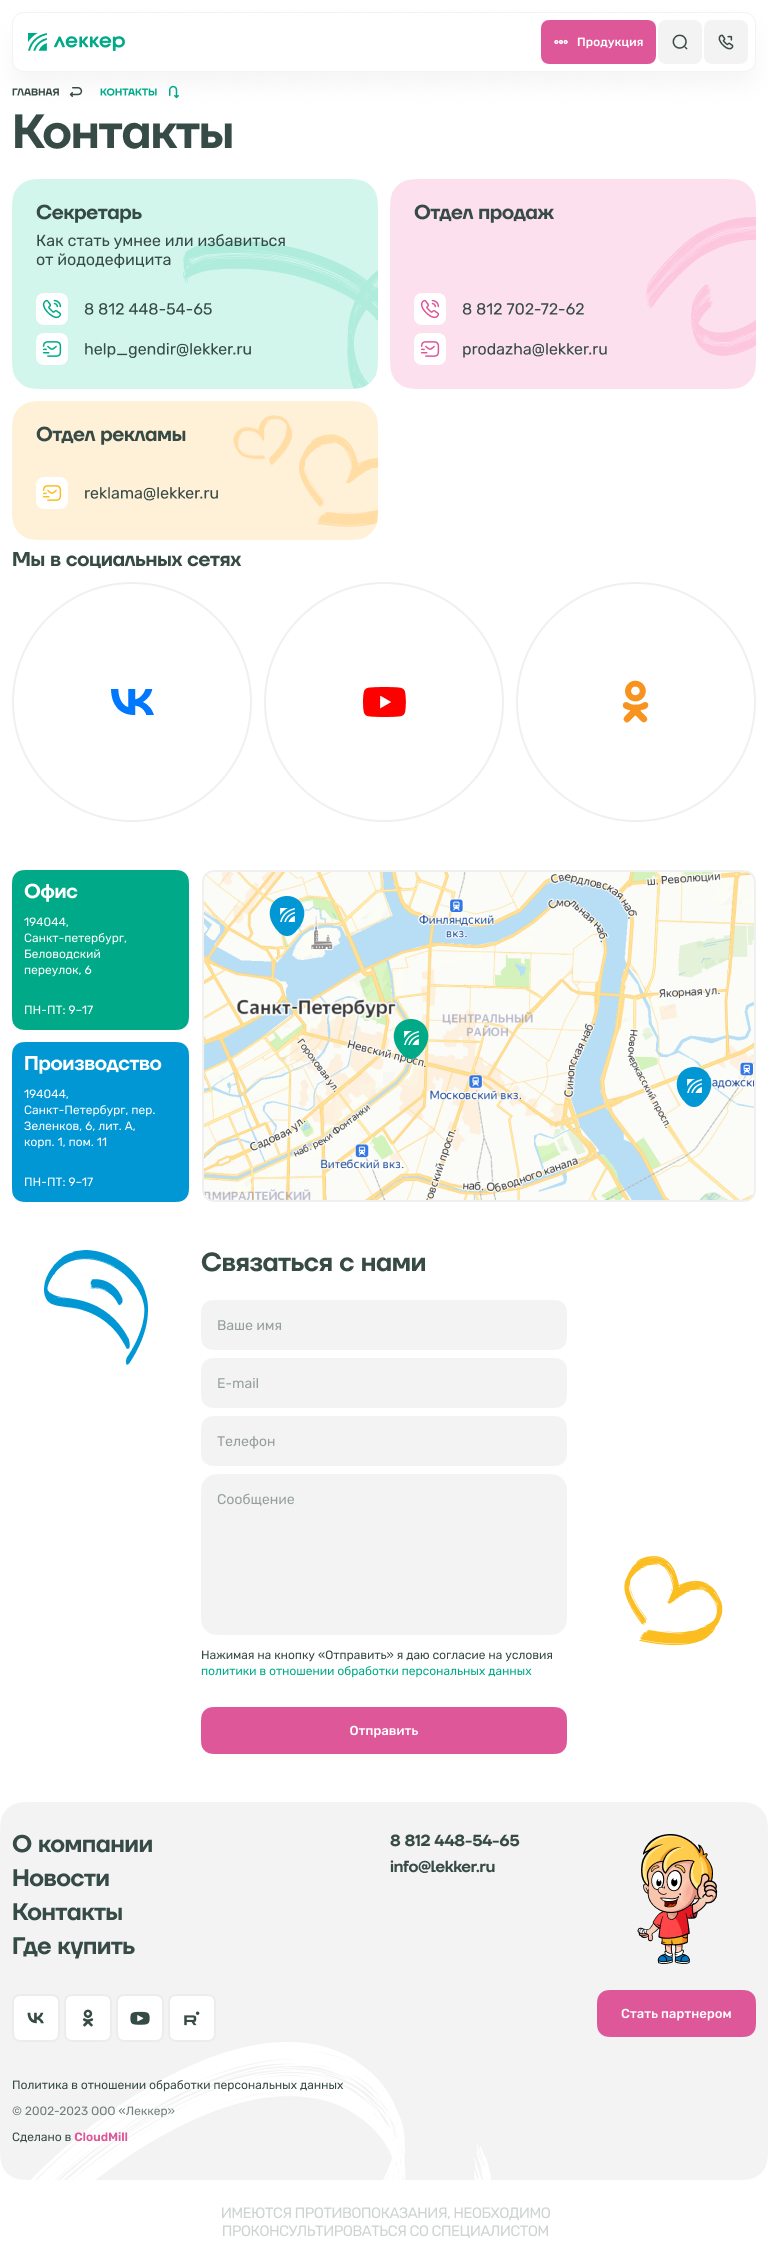 леккер
Продукция
ГЛАВНАЯ
КОНТАКТЫ
Контакты
Секретарь
Как стать умнее или избавиться
от йододефицита
8 812 448-54-65
help_gendir@lekker.ru
Отдел продаж
8 812 702-72-62
prodazha@lekker.ru
Отдел рекламы
reklama@lekker.ru
Мы в социальных сетях
Офис
194044,
Санкт-петербург,
Беловодский
переулок, 6
ПН-ПТ: 9–17
Производство
194044,
Санкт-Петербург, пер.
Зеленков, 6, лит. А,
корп. 1, пом. 11
ПН-ПТ: 9–17
Свердловская наб.
ш. Революции
Смольная наб.
Финляндский
вкз.
Санкт-Петербург
ЦЕНТРАЛЬНЫЙ
РАЙОН
Якорная ул.
Невский просп.
Гороховая ул.
Синопская наб.
Новочеркасский просп.
адожск
Московский вкз.
Садовая ул.
наб. реки Фонтанки
Витебский вкз.
овский просп.
наб. Обводного канала
ДМИРАЛТЕЙСКИЙ
Связаться с нами
Ваше имя
E-mail
Телефон
Сообщение
Нажимая на кнопку «Отправить» я даю согласие на условия
политики в отношении обработки персональных данных
Отправить
О компании
Новости
Контакты
Где купить
8 812 448-54-65
info@lekker.ru
Стать партнером
Политика в отношении обработки персональных данных
© 2002-2023 ООО «Леккер»
Сделано в CloudMill
ИМЕЮТСЯ ПРОТИВОПОКАЗАНИЯ, НЕОБХОДИМО
ПРОКОНСУЛЬТИРОВАТЬСЯ СО СПЕЦИАЛИСТОМ